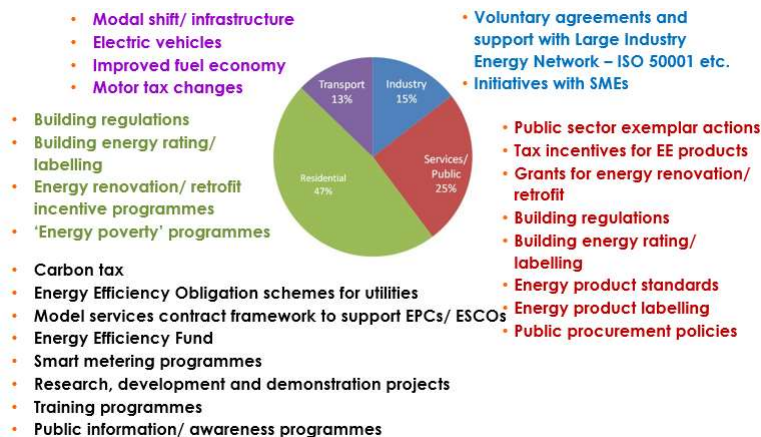 • Modal shift/ infrastructure
• Electric vehicles
• Improved fuel economy
• Motor tax changes
• Voluntary agreements and
support with Large Industry
Energy Network – ISO 50001 etc.
• Initiatives with SMEs
Transport
13%
Industry
15%
Services/
Public
25%
Residential
47%
• Building regulations
• Building energy rating/
labelling
• Energy renovation/ retrofit
incentive programmes
• ‘Energy poverty’ programmes
• Public sector exemplar actions
• Tax incentives for EE products
• Grants for energy renovation/
retrofit
• Building regulations
• Building energy rating/
labelling
• Energy product standards
• Energy product labelling
• Public procurement policies
• Carbon tax
• Energy Efficiency Obligation schemes for utilities
• Model services contract framework to support EPCs/ ESCOs
• Energy Efficiency Fund
• Smart metering programmes
• Research, development and demonstration projects
• Training programmes
• Public information/ awareness programmes